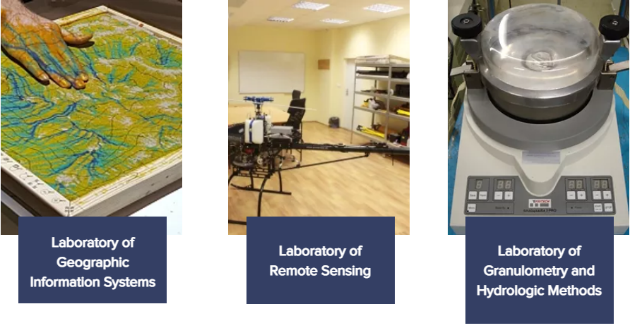 Laboratory of
Geographic
Information Systems
Laboratory of
Remote Sensing
Laboratory of
Granulometry and
Hydrologic Methods